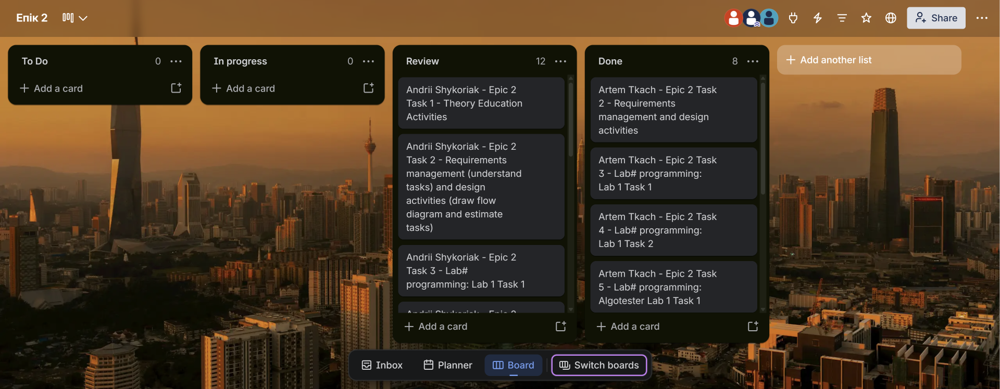 Епік 2
Share
To Do
0
Add a card
In progress
0
Add a card
Review
12
Andrii Shykoriak - Epic 2
Task 1 - Theory Education
Activities
Andrii Shykoriak - Epic 2
Task 2 - Requirements
management (understand
tasks) and design
activities (draw flow
diagram and estimate
tasks)
Andrii Shykoriak - Epic 2
Task 3 - Lab#
programming: Lab 1 Task 1
Andrii Shykoriak - Epic 2
Add a card
Done
8
Artem Tkach - Epic 2 Task
2 - Requirements
management and design
activities
Artem Tkach - Epic 2 Task
3 - Lab# programming:
Lab 1 Task 1
Artem Tkach - Epic 2 Task
4 - Lab# programming:
Lab 1 Task 2
Artem Tkach - Epic 2 Task
5 - Lab# programming:
Algotester Lab 1 Task 1
Add a card
Add another list
Inbox
Planner
Board
Switch boards